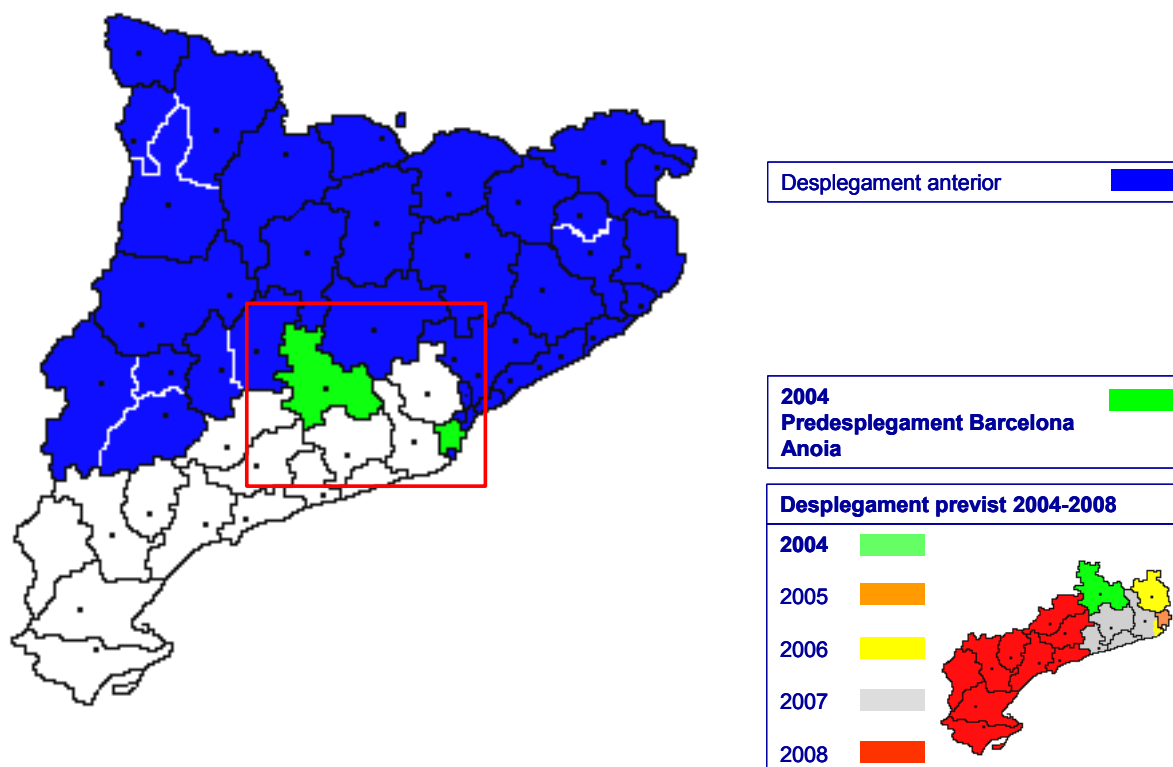 Desplegament anterior
2004
Predesplegament Barcelona
Anoia
Desplegament previst 2004-2008
2004
2005
2006
2007
2008